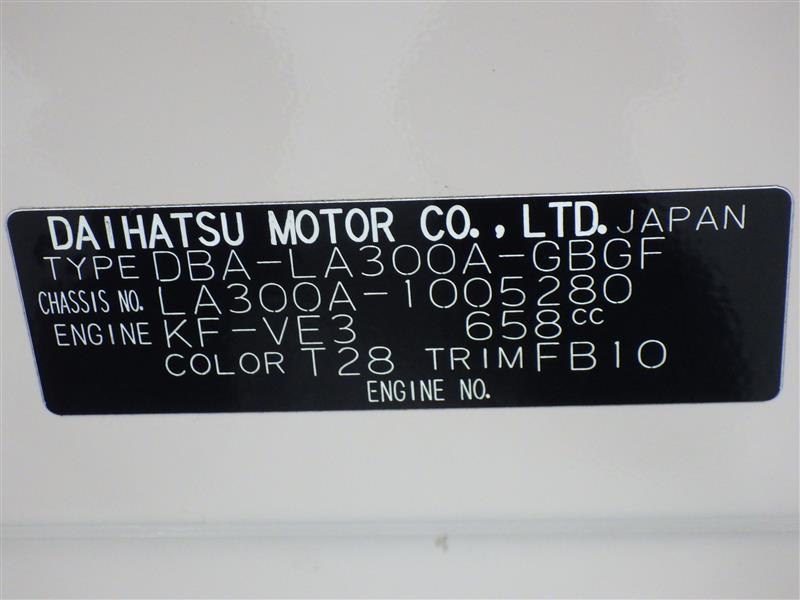 DAIHATSU MOTOR CO., LTD. JAPAN
TYPE DBA-LA300A-GBGF
CHASSIS NO. LA300A-1005280
ENGINE KF-VE3 658cc
COLOR T28 TRIM FB10
ENGINE NO.